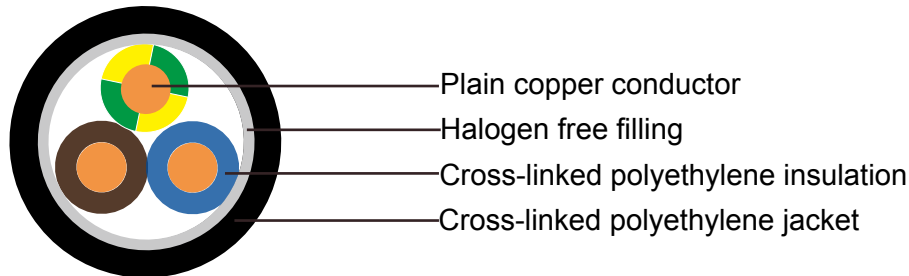 Plain copper conductor
Halogen free filling
Cross-linked polyethylene insulation
Cross-linked polyethylene jacket